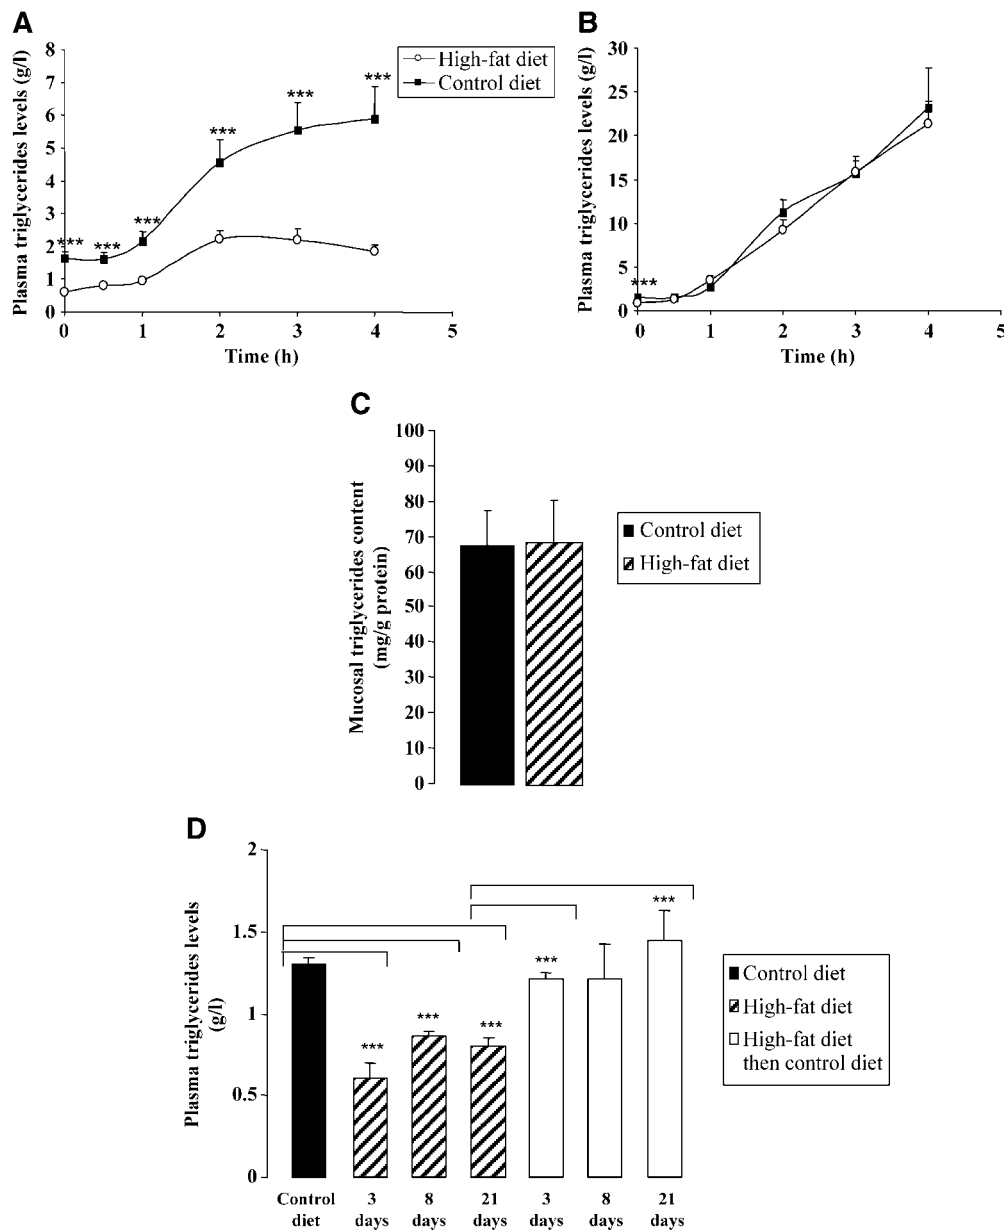 A
Plasma triglycerides levels (g/l)
8
7
6
5
4
3
2
1
0
***
***
***
***
***
***
0
1
2
3
4
5
Time (h)
High-fat diet
Control diet
B
Plasma triglycerides levels (g/l)
30
25
20
15
10
5
0
***
0
1
2
3
4
5
Time (h)
C
Mucosal triglycerides content
(mg/g protein)
100
90
80
70
60
50
40
30
20
10
0
Control diet
High-fat diet
D
Plasma triglycerides levels
(g/l)
2
1.5
1
0.5
0
***
***
***
***
***
Control
diet
3
days
8
days
21
days
3
days
8
days
21
days
Control diet
High-fat diet
High-fat diet
then control diet